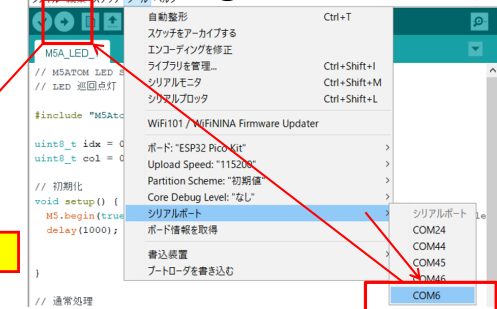 自動整形 Ctrl+T
スケッチをアーカイブする
エンコーディングを修正
ライブラリを管理... Ctrl+Shift+I
シリアルモニタ Ctrl+Shift+M
シリアルプロッタ Ctrl+Shift+L
WiFi101 / WiFiNINA Firmware Updater
ボード: "ESP32 Pico Kit"
Upload Speed: "115200"
Partition Scheme: "初期値"
Core Debug Level: "なし"
シリアルポート
ボード情報を取得
書込装置
ブートローダを書き込む
シリアルポート
COM24
COM44
COM45
COM46
COM6
M5A_LED_
// M5ATOM LED S
// LED 巡回点灯
#include "M5Ato
uint8_t idx = 0
uint8_t col = 0
// 初期化
void setup() {
M5.begin(true
delay(1000);
}
// 通常処理